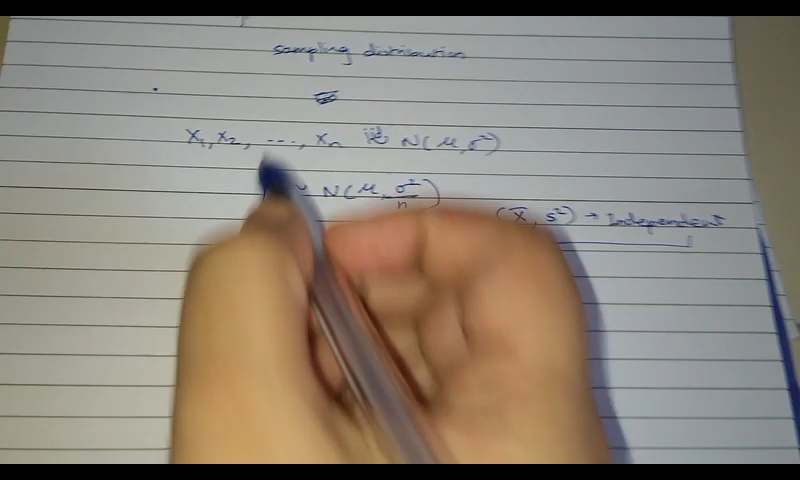 sampling distribution
X₁, X₂, ---, Xₙ iid N(μ, σ²)
~ N(μ, σ²/n)
(X̄, S²) → Independent